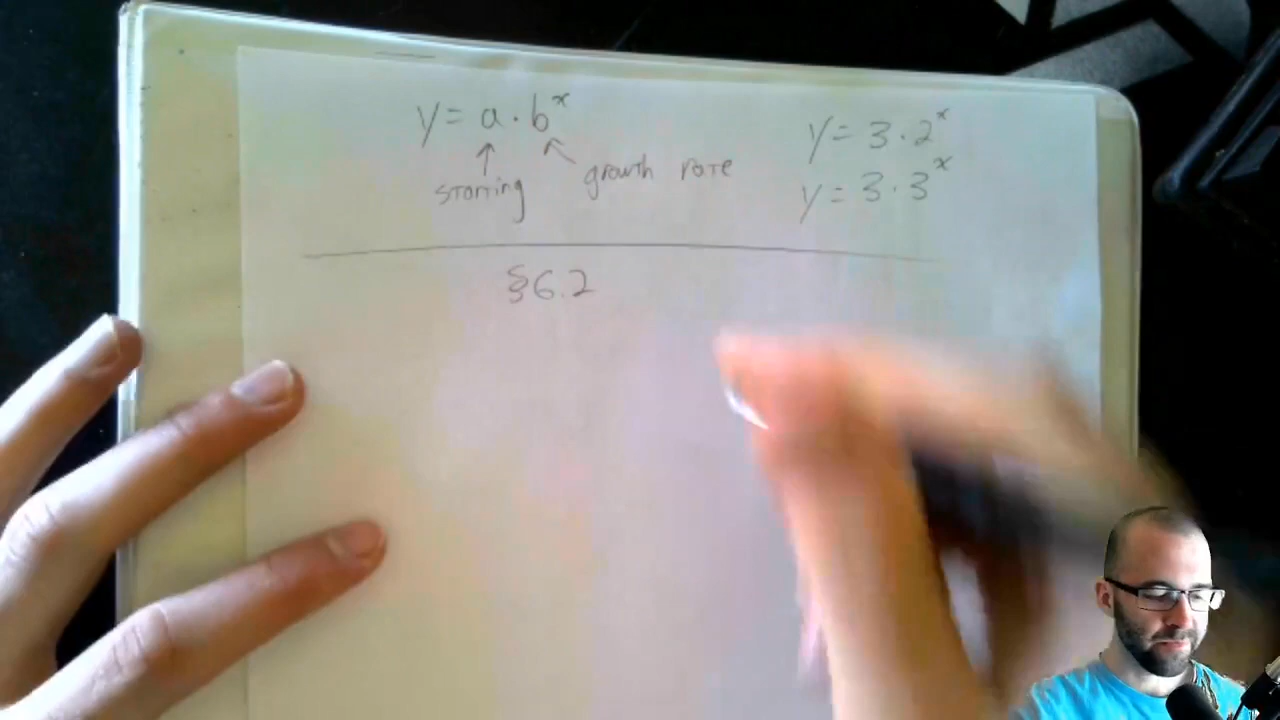 y = a · b^x
starting
growth rate
y = 3 · 2^x
y = 3 · 3^x
§6.2